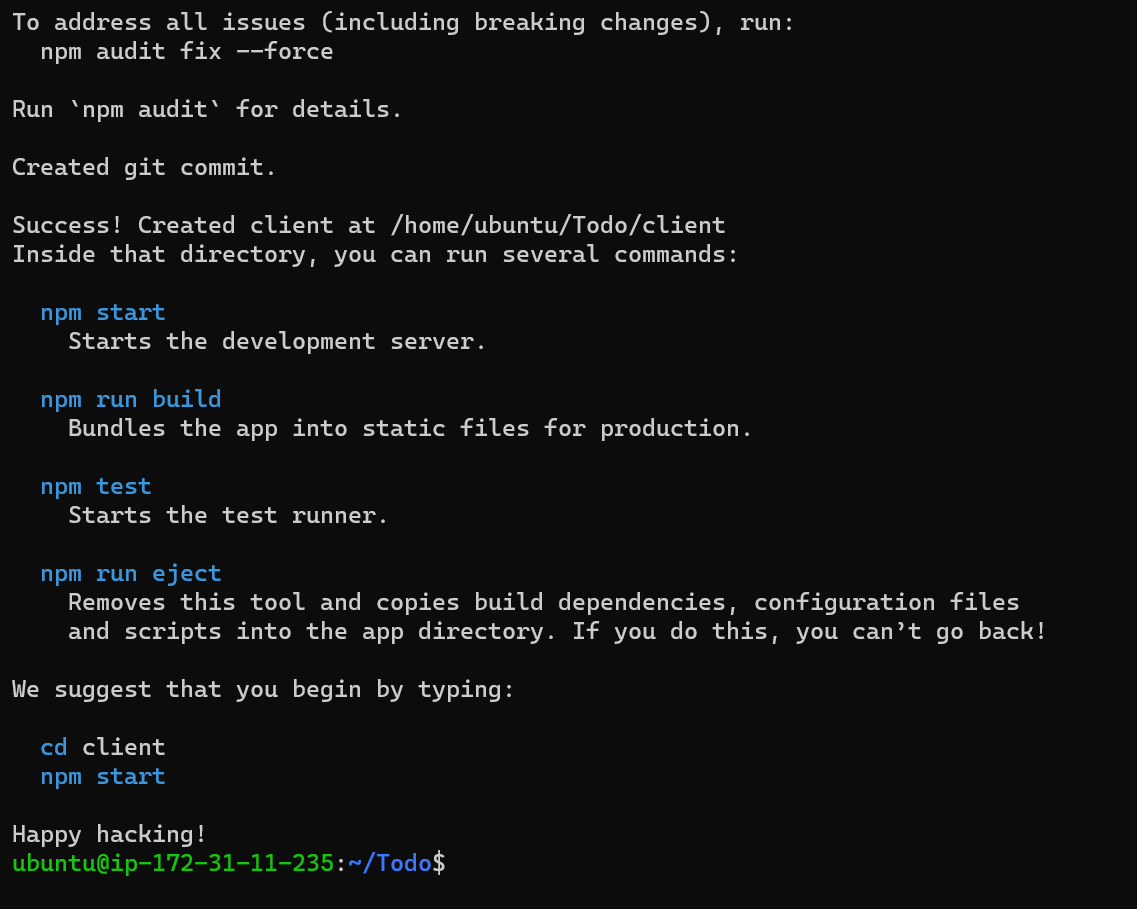 To address all issues (including breaking changes), run:
  npm audit fix --force

Run `npm audit` for details.

Created git commit.

Success! Created client at /home/ubuntu/Todo/client
Inside that directory, you can run several commands:

  npm start
    Starts the development server.

  npm run build
    Bundles the app into static files for production.

  npm test
    Starts the test runner.

  npm run eject
    Removes this tool and copies build dependencies, configuration files
    and scripts into the app directory. If you do this, you can’t go back!

We suggest that you begin by typing:

  cd client
  npm start

Happy hacking!
ubuntu@ip-172-31-11-235:~/Todo$